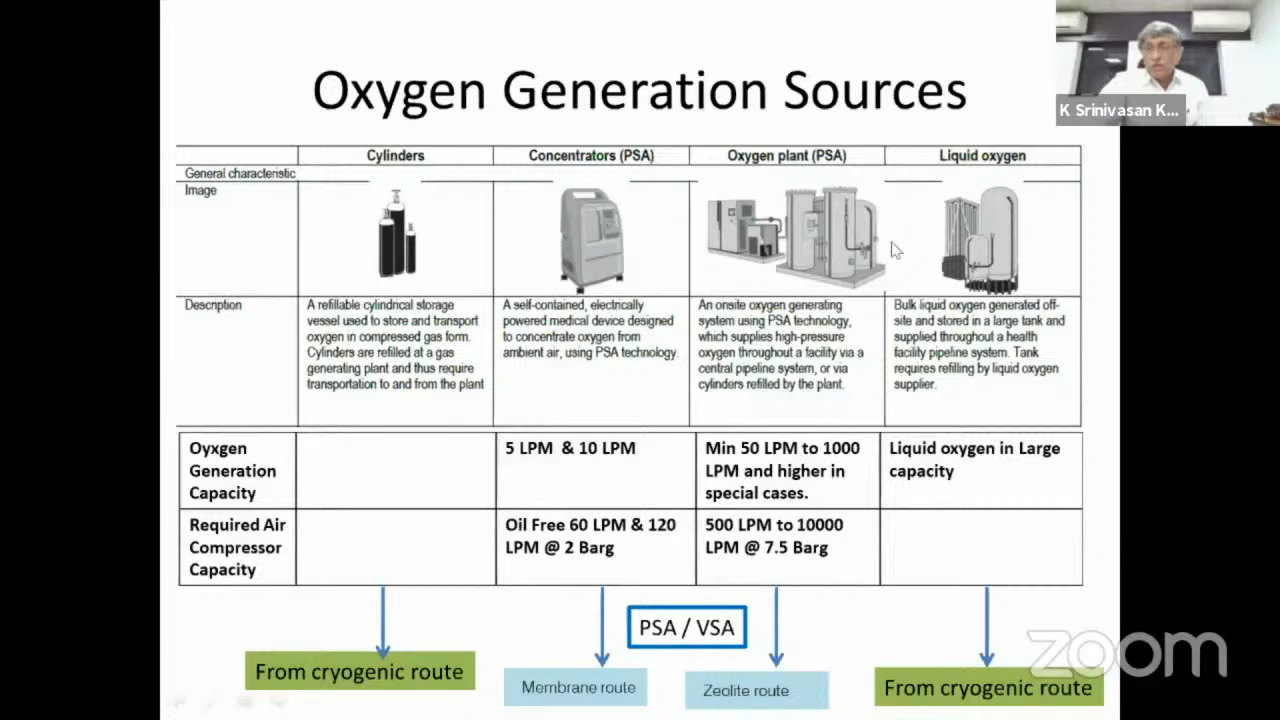 Oxygen Generation Sources
K Srinivasan K...
Cylinders
Concentrators (PSA)
Oxygen plant (PSA)
Liquid oxygen
General characteristic
Image
Description
A refillable cylindrical storage
vessel used to store and transport
oxygen in compressed gas form.
Cylinders are refilled at a gas
generating plant and thus require
transportation to and from the plant
A self-contained, electrically
powered medical device designed
to concentrate oxygen from
ambient air, using PSA technology.
An onsite oxygen generating
system using PSA technology,
which supplies high-pressure
oxygen throughout a facility via a
central pipeline system, or via
cylinders refilled by the plant.
Bulk liquid oxygen generated off-
site and stored in a large tank and
supplied throughout a health
facility pipeline system. Tank
requires refilling by liquid oxygen
supplier.
Oyxgen
Generation
Capacity
5 LPM & 10 LPM
Min 50 LPM to 1000
LPM and higher in
special cases.
Liquid oxygen in Large
capacity
Required Air
Compressor
Capacity
Oil Free 60 LPM & 120
LPM @ 2 Barg
500 LPM to 10000
LPM @ 7.5 Barg
PSA / VSA
From cryogenic route
Membrane route
Zeolite route
From cryogenic route
zoom